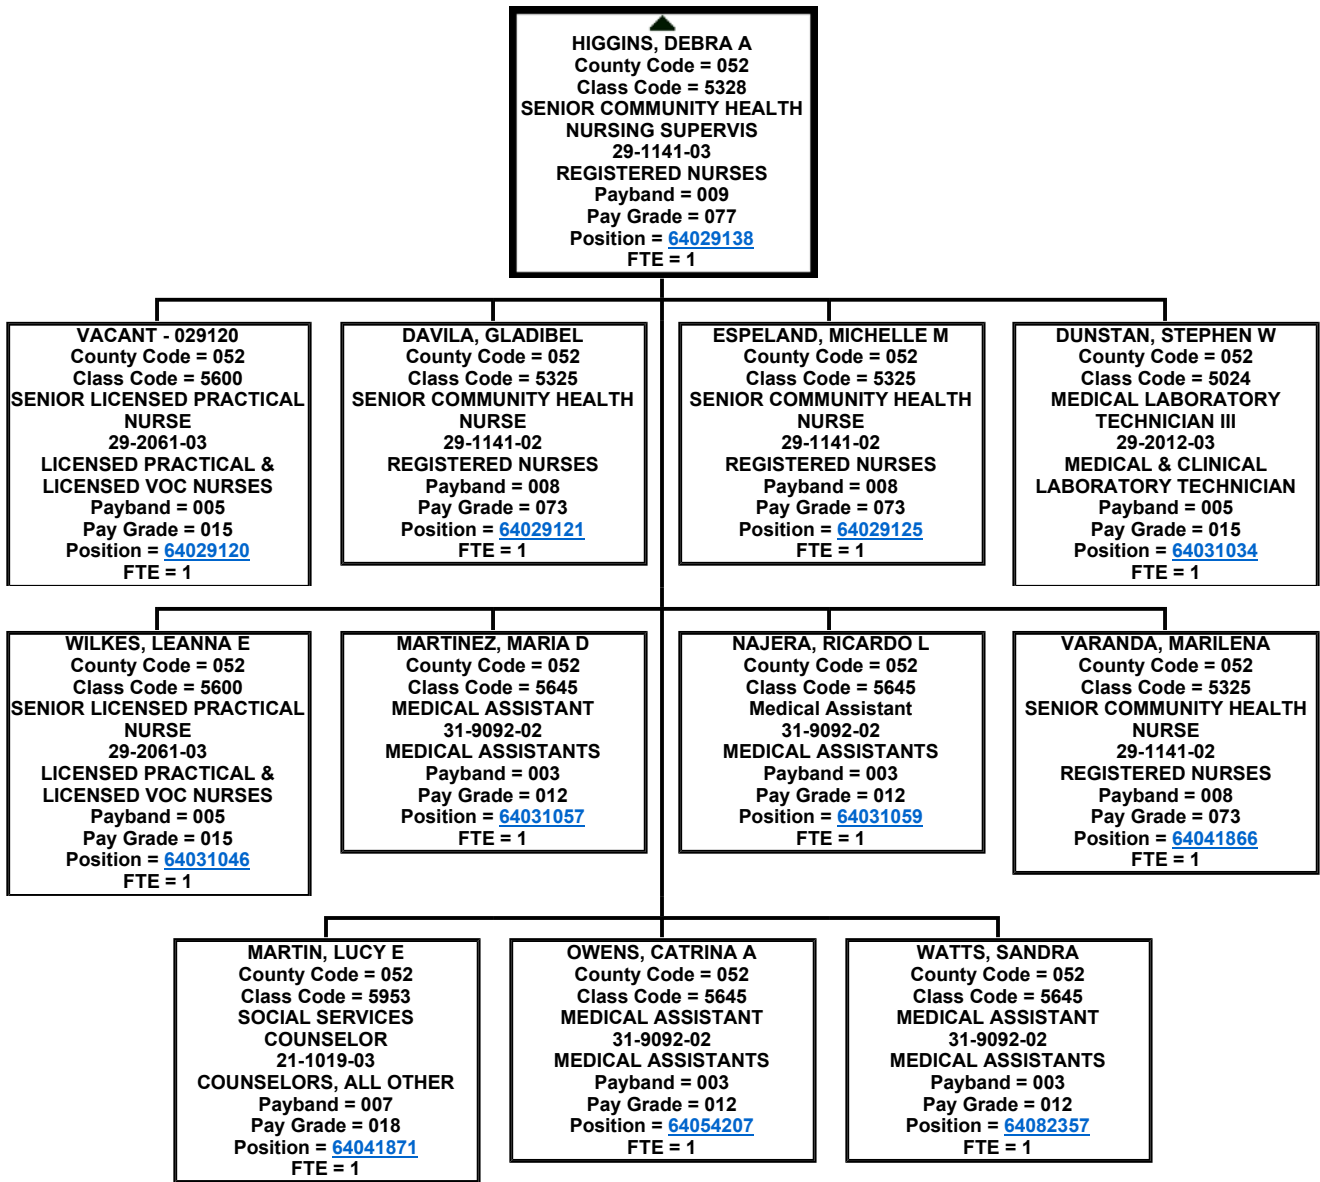 HIGGINS, DEBRA A
County Code = 052
Class Code = 5328
SENIOR COMMUNITY HEALTH
NURSING SUPERVIS
29-1141-03
REGISTERED NURSES
Payband = 009
Pay Grade = 077
Position = 64029138
FTE = 1
VACANT - 029120
County Code = 052
Class Code = 5600
SENIOR LICENSED PRACTICAL
NURSE
29-2061-03
LICENSED PRACTICAL &
LICENSED VOC NURSES
Payband = 005
Pay Grade = 015
Position = 64029120
FTE = 1
DAVILA, GLADIBEL
County Code = 052
Class Code = 5325
SENIOR COMMUNITY HEALTH
NURSE
29-1141-02
REGISTERED NURSES
Payband = 008
Pay Grade = 073
Position = 64029121
FTE = 1
ESPELAND, MICHELLE M
County Code = 052
Class Code = 5325
SENIOR COMMUNITY HEALTH
NURSE
29-1141-02
REGISTERED NURSES
Payband = 008
Pay Grade = 073
Position = 64029125
FTE = 1
DUNSTAN, STEPHEN W
County Code = 052
Class Code = 5024
MEDICAL LABORATORY
TECHNICIAN III
29-2012-03
MEDICAL & CLINICAL
LABORATORY TECHNICIAN
Payband = 005
Pay Grade = 015
Position = 64031034
FTE = 1
WILKES, LEANNA E
County Code = 052
Class Code = 5600
SENIOR LICENSED PRACTICAL
NURSE
29-2061-03
LICENSED PRACTICAL &
LICENSED VOC NURSES
Payband = 005
Pay Grade = 015
Position = 64031046
FTE = 1
MARTINEZ, MARIA D
County Code = 052
Class Code = 5645
MEDICAL ASSISTANT
31-9092-02
MEDICAL ASSISTANTS
Payband = 003
Pay Grade = 012
Position = 64031057
FTE = 1
NAJERA, RICARDO L
County Code = 052
Class Code = 5645
Medical Assistant
31-9092-02
MEDICAL ASSISTANTS
Payband = 003
Pay Grade = 012
Position = 64031059
FTE = 1
VARANDA, MARILENA
County Code = 052
Class Code = 5325
SENIOR COMMUNITY HEALTH
NURSE
29-1141-02
REGISTERED NURSES
Payband = 008
Pay Grade = 073
Position = 64041866
FTE = 1
MARTIN, LUCY E
County Code = 052
Class Code = 5953
SOCIAL SERVICES
COUNSELOR
21-1019-03
COUNSELORS, ALL OTHER
Payband = 007
Pay Grade = 018
Position = 64041871
FTE = 1
OWENS, CATRINA A
County Code = 052
Class Code = 5645
MEDICAL ASSISTANT
31-9092-02
MEDICAL ASSISTANTS
Payband = 003
Pay Grade = 012
Position = 64054207
FTE = 1
WATTS, SANDRA
County Code = 052
Class Code = 5645
MEDICAL ASSISTANT
31-9092-02
MEDICAL ASSISTANTS
Payband = 003
Pay Grade = 012
Position = 64082357
FTE = 1